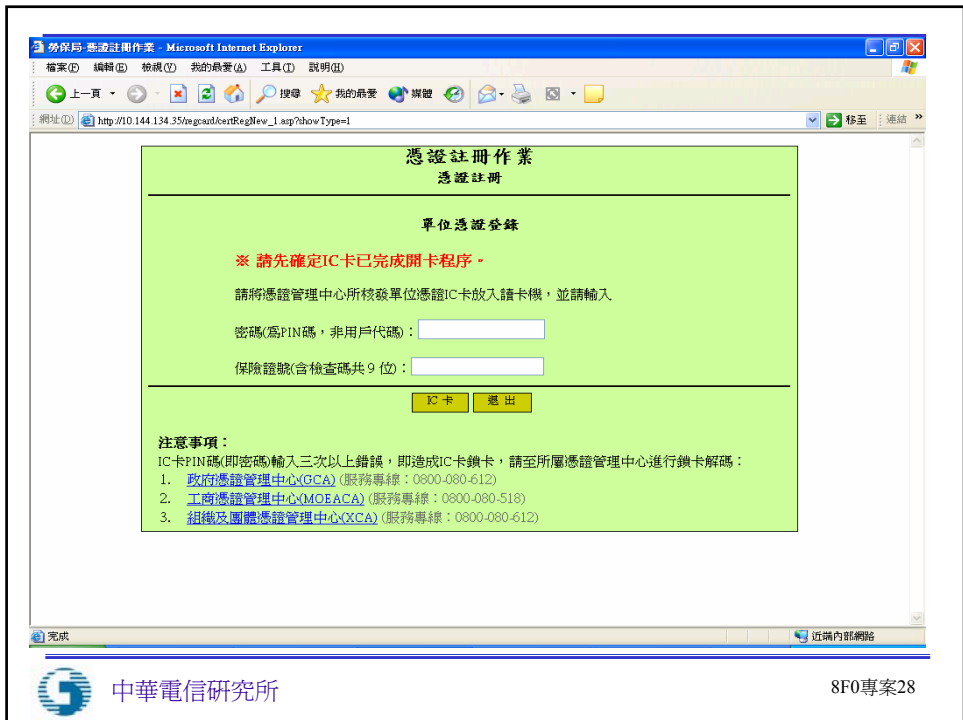 勞保局-憑證註冊作業 - Microsoft Internet Explorer
檔案(F) 編輯(E) 檢視(V) 我的最愛(A) 工具(T) 說明(H)
上一頁 搜尋 我的最愛 媒體
網址(D) http://10.144.134.35/regcard/certRegNew_1.asp?showType=1 移至 連結 »
憑證註冊作業
憑證註冊
單位憑證登錄
※ 請先確定IC卡已完成開卡程序。
請將憑證管理中心所核發單位憑證IC卡放入讀卡機，並請輸入
密碼(為PIN碼，非用戶代碼)：
保險證號(含檢查碼共9 位)：
IC 卡 退 出
注意事項：
IC卡PIN碼(即密碼)輸入三次以上錯誤，即造成IC卡鎖卡，請至所屬憑證管理中心進行鎖卡解碼：
1. 政府憑證管理中心(GCA) (服務專線：0800-080-612)
2. 工商憑證管理中心(MOEACA) (服務專線：0800-080-518)
3. 組織及團體憑證管理中心(XCA) (服務專線：0800-080-612)
完成 近端內部網路
中華電信研究所 8F0專案28